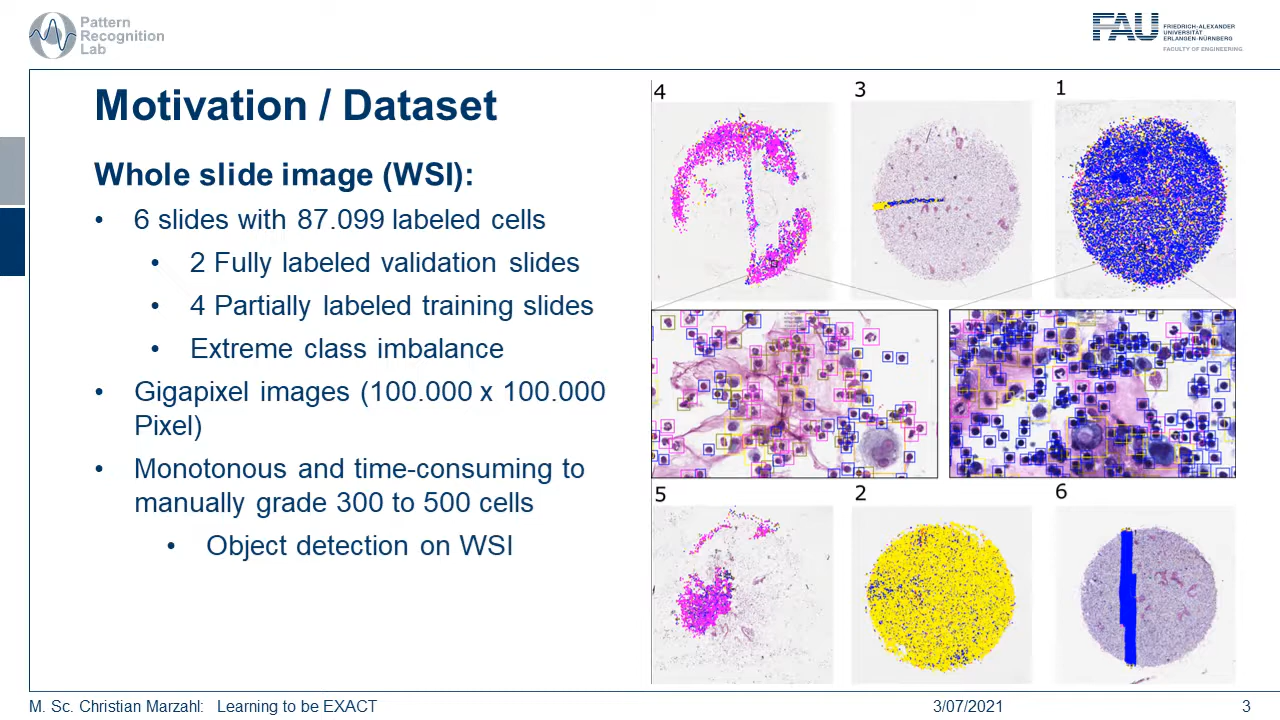 Pattern
Recognition
Lab
FAU
FRIEDRICH-ALEXANDER
UNIVERSITÄT
ERLANGEN-NÜRNBERG
FACULTY OF ENGINEERING
Motivation / Dataset
Whole slide image (WSI):
• 6 slides with 87.099 labeled cells
• 2 Fully labeled validation slides
• 4 Partially labeled training slides
• Extreme class imbalance
• Gigapixel images (100.000 x 100.000
Pixel)
• Monotonous and time-consuming to
manually grade 300 to 500 cells
• Object detection on WSI
4
3
1
5
2
6
M. Sc. Christian Marzahl: Learning to be EXACT
3/07/2021
3